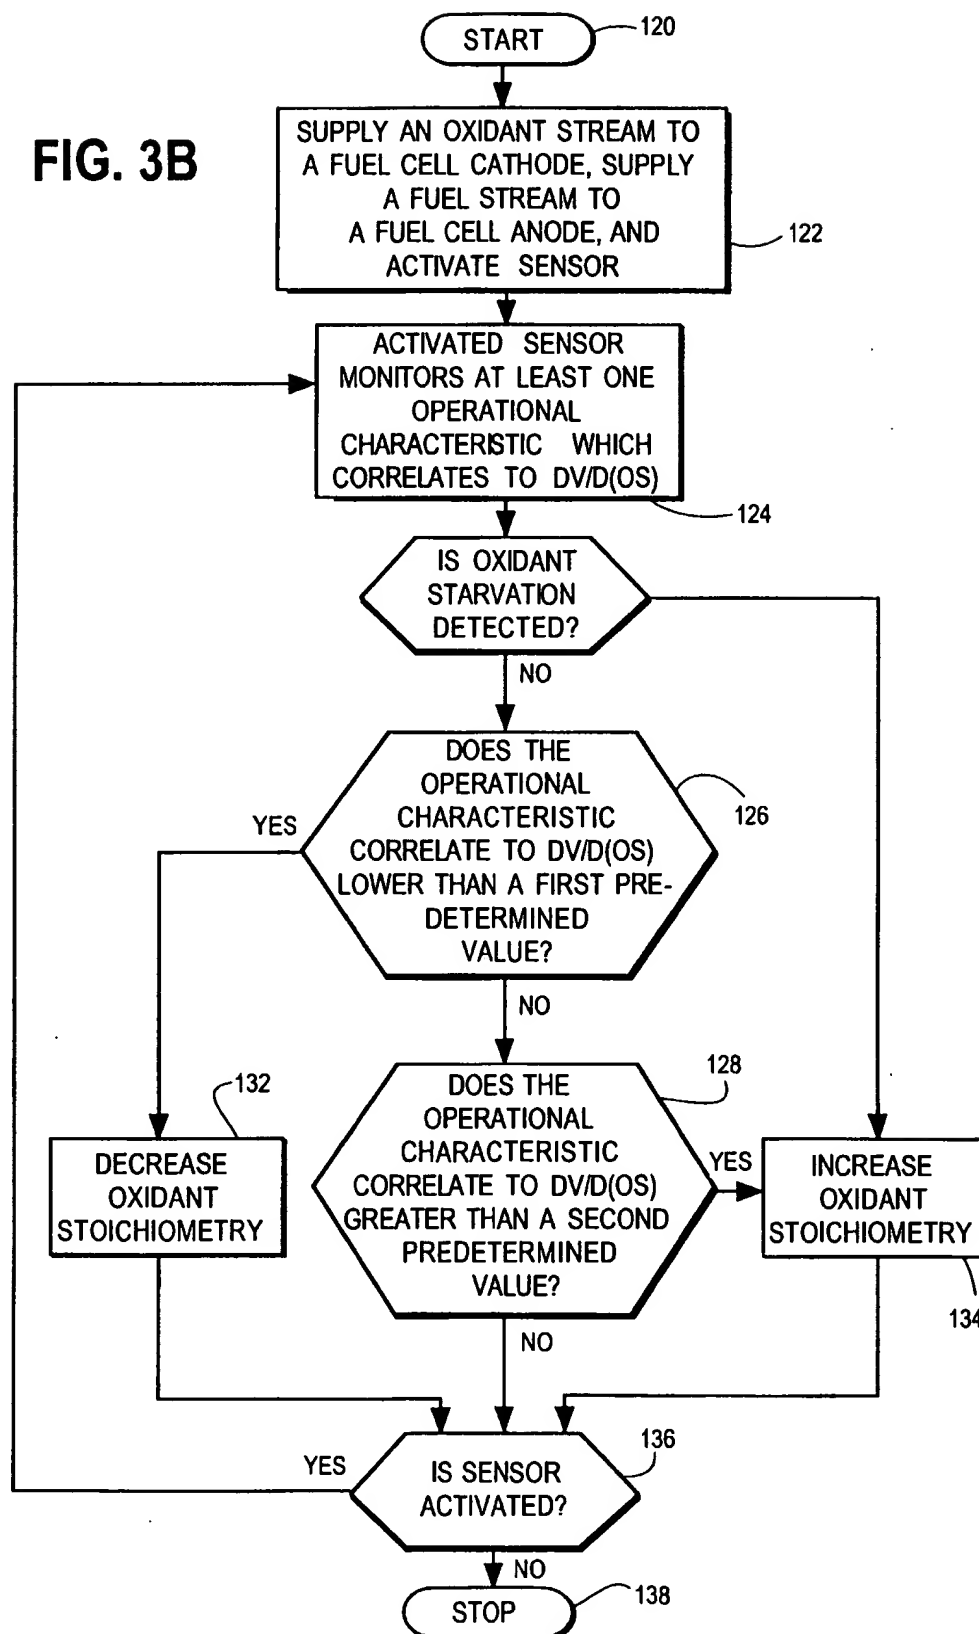 START
120
FIG. 3B
SUPPLY AN OXIDANT STREAM TO
A FUEL CELL CATHODE, SUPPLY
A FUEL STREAM TO
A FUEL CELL ANODE, AND
ACTIVATE SENSOR
122
ACTIVATED SENSOR
MONITORS AT LEAST ONE
OPERATIONAL
CHARACTERISTIC WHICH
CORRELATES TO DV/D(OS)
124
IS OXIDANT
STARVATION
DETECTED?
NO
DOES THE
OPERATIONAL
CHARACTERISTIC
CORRELATE TO DV/D(OS)
LOWER THAN A FIRST PRE-
DETERMINED
VALUE?
126
YES
NO
DOES THE
OPERATIONAL
CHARACTERISTIC
CORRELATE TO DV/D(OS)
GREATER THAN A SECOND
PREDETERMINED
VALUE?
128
YES
NO
132
DECREASE
OXIDANT
STOICHIOMETRY
INCREASE
OXIDANT
STOICHIOMETRY
134
IS SENSOR
ACTIVATED?
136
YES
NO
STOP
138